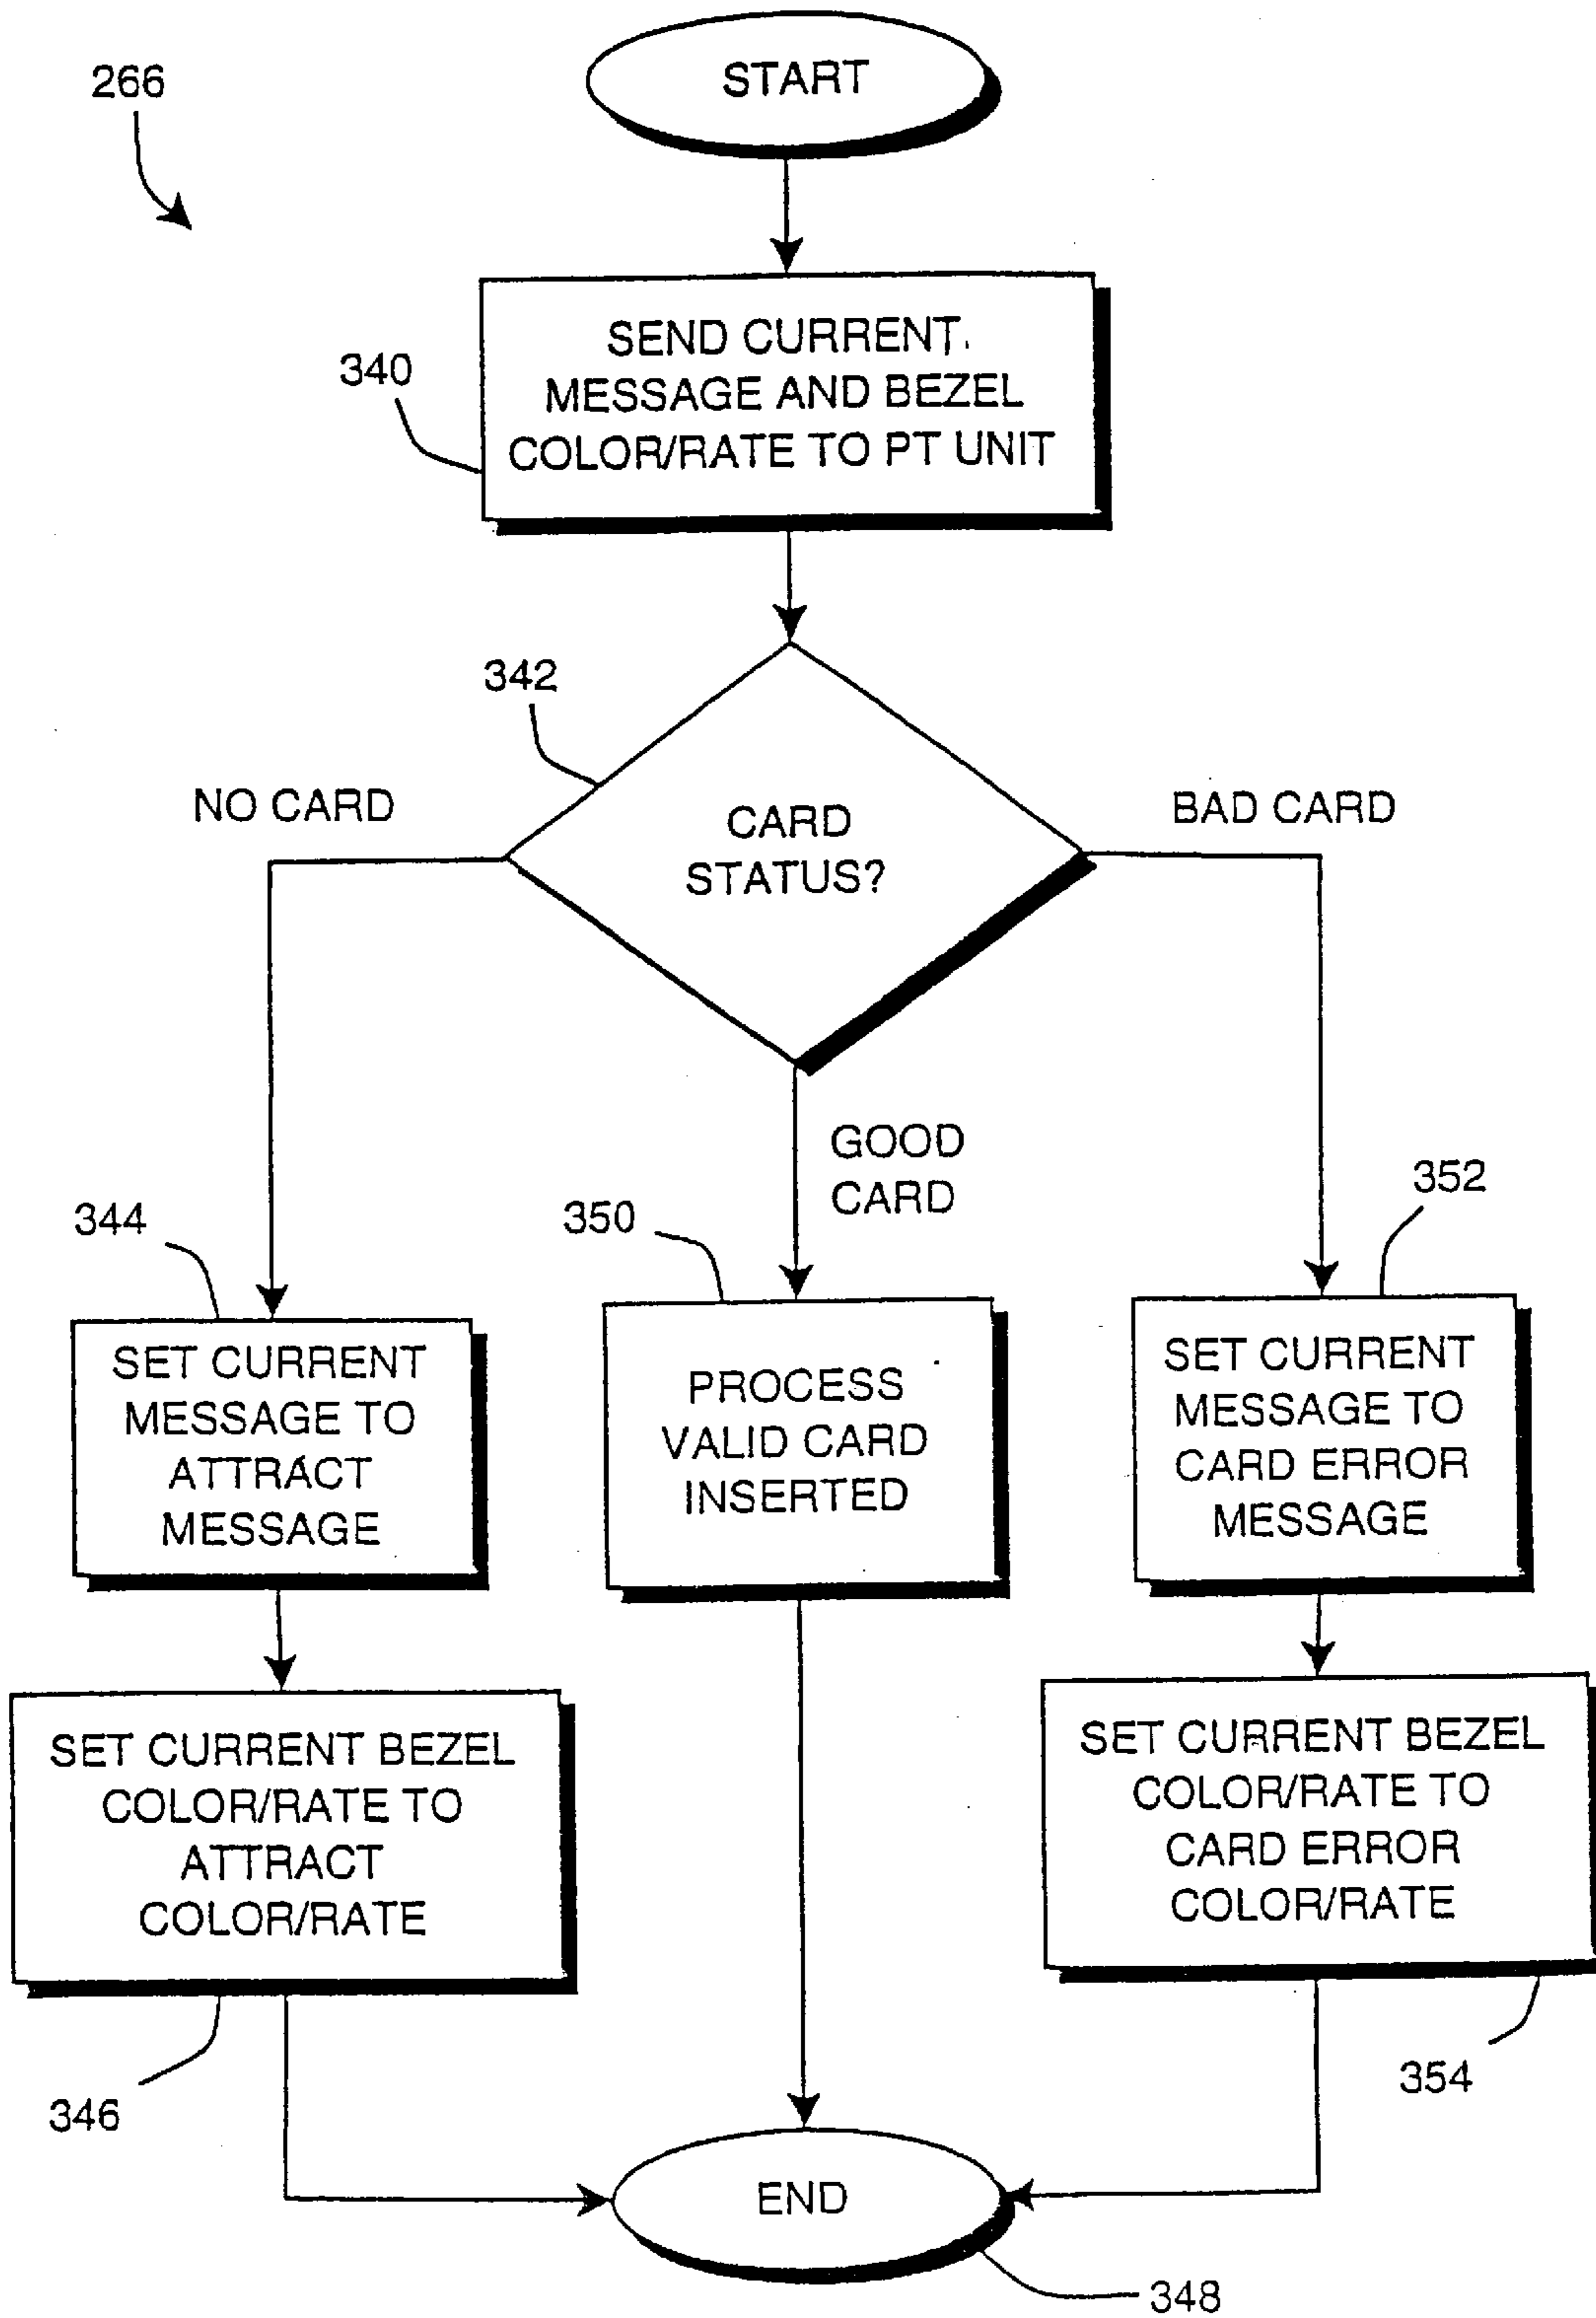 266
START
340
SEND CURRENT
MESSAGE AND BEZEL
COLOR/RATE TO PT UNIT
342
NO CARD
CARD
STATUS?
BAD CARD
GOOD
CARD
344
350
352
SET CURRENT
MESSAGE TO
ATTRACT
MESSAGE
PROCESS
VALID CARD
INSERTED
SET CURRENT
MESSAGE TO
CARD ERROR
MESSAGE
SET CURRENT BEZEL
COLOR/RATE TO
ATTRACT
COLOR/RATE
SET CURRENT BEZEL
COLOR/RATE TO
CARD ERROR
COLOR/RATE
346
354
END
348